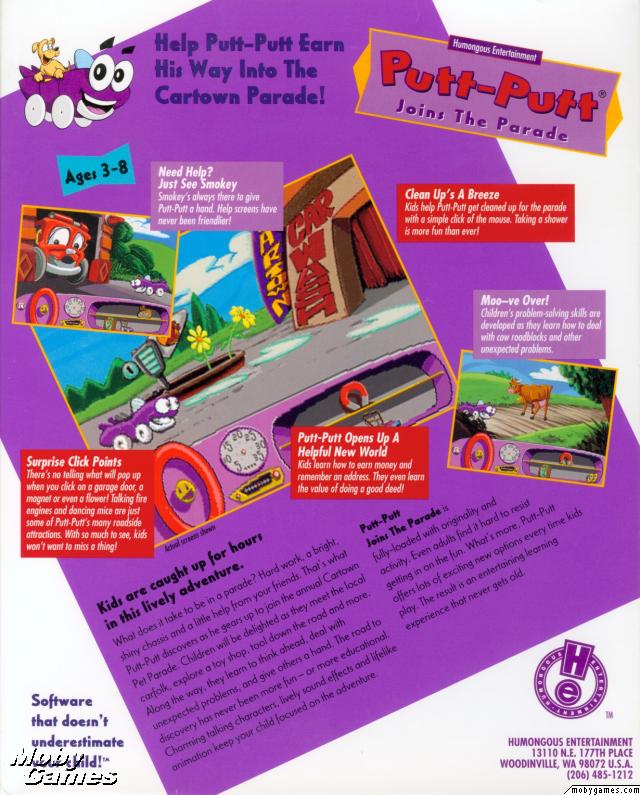 Help Putt-Putt Earn
His Way Into The
Cartown Parade!
Humongous Entertainment
Putt-Putt®
Joins The Parade
Ages 3-8
Need Help?
Just See Smokey
Smokey's always there to give
Putt-Putt a hand. Help screens have
never been friendlier!
Clean Up's A Breeze
Kids help Putt-Putt get cleaned up for the parade
with a simple click of the mouse. Taking a shower
is more fun than ever!
CAR
WASH
Moo-ve Over!
Children's problem-solving skills are
developed as they learn how to deal
with cow roadblocks and other
unexpected problems.
Surprise Click Points
There's no telling what will pop up
when you click on a garage door, a
magnet or even a flower! Talking fire
engines and dancing mice are just
some of Putt-Putt's many roadside
attractions. With so much to see, kids
won't want to miss a thing!
Putt-Putt Opens Up A
Helpful New World
Kids learn how to earn money and
remember an address. They even learn
the value of doing a good deed!
Actual screens shown
Kids are caught up for hours
in this lively adventure.
What does it take to be in a parade? Hard work, a bright,
shiny chassis and a little help from your friends. That's what
Putt-Putt discovers as he gears up to join the annual Cartown
Pet Parade. Children will be delighted as they meet the local
carfolk, explore a toy shop, tool down the road and more.
Along the way, they learn to think ahead, deal with
unexpected problems, and give others a hand. The road to
discovery has never been more fun – or more educational.
Charming talking characters, lively sound effects and lifelike
animation keep your child focused on the adventure.
Putt-Putt
Joins The Parade is
fully-loaded with originality and
activity. Even adults find it hard to resist
getting in on the fun. What's more, Putt-Putt
offers lots of exciting new options every time kids
play. The result is an entertaining learning
experience that never gets old.
Software
that doesn't
underestimate
your child!™
Moby
Games
HUMONGOUS ENTERTAINMENT
He
TM
HUMONGOUS ENTERTAINMENT
13110 N.E. 177TH PLACE
WOODINVILLE, WA 98072 U.S.A.
(206) 485-1212
mobygames.com